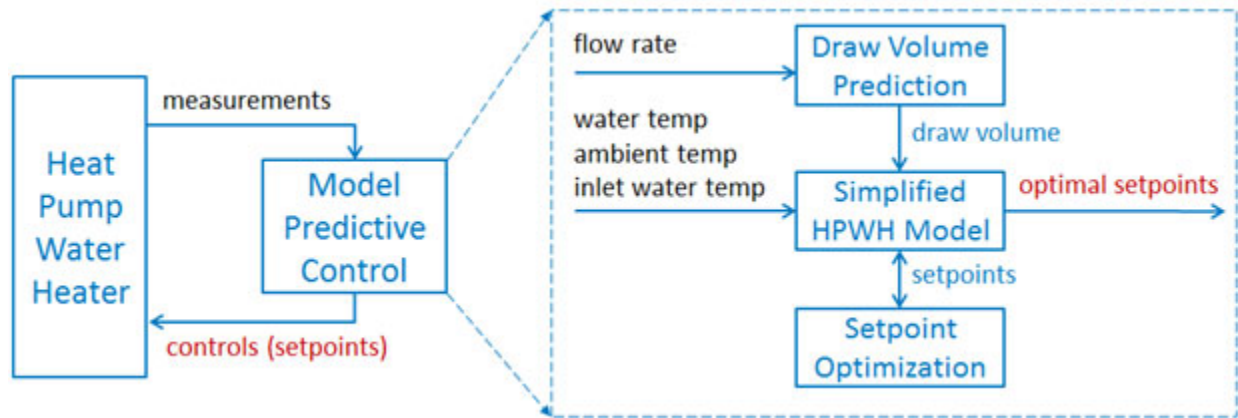 Heat
Pump
Water
Heater
measurements
Model
Predictive
Control
controls (setpoints)
flow rate
Draw Volume
Prediction
draw volume
water temp
ambient temp
inlet water temp
Simplified
HPWH Model
optimal setpoints
setpoints
Setpoint
Optimization